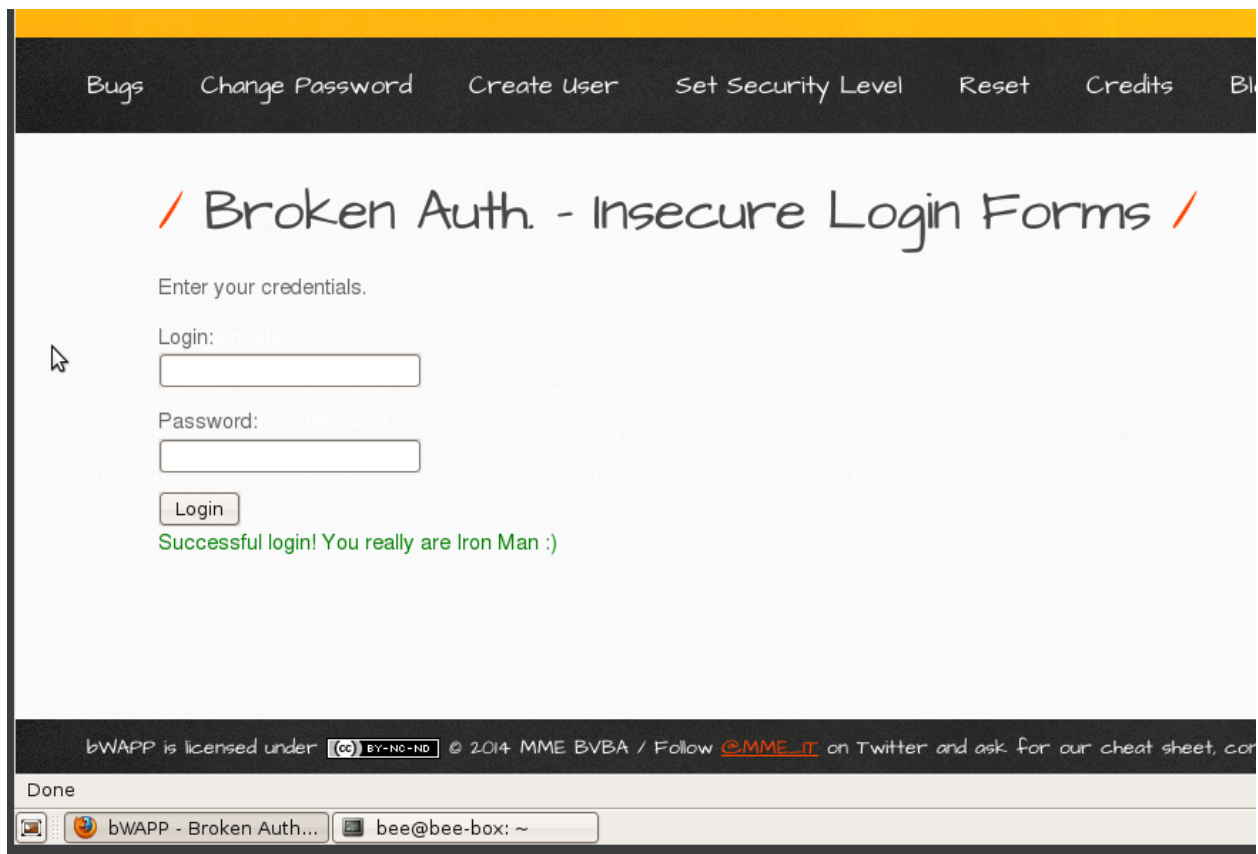 Bugs Change Password Create User Set Security Level Reset Credits
/ Broken Auth. - Insecure Login Forms /
Enter your credentials.
Login:
Password:
Login
Successful login! You really are Iron Man :)
bWAPP is licensed under (cc) BY-NC-ND © 2014 MME BVBA / Follow @MME_IT on Twitter and ask for our cheat sheet,
Done
bWAPP - Broken Auth... bee@bee-box: ~